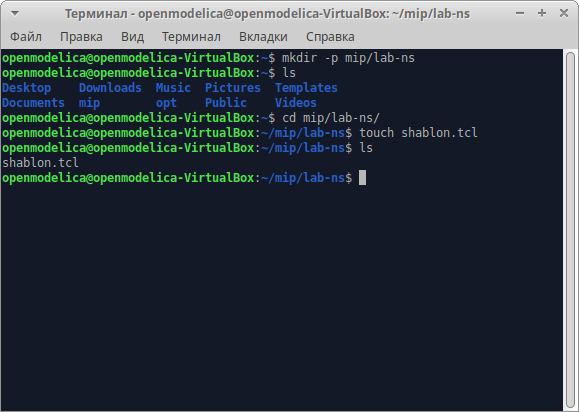 Терминал - openmodelica@openmodelica-VirtualBox: ~/mip/lab-ns
Файл Правка Вид Терминал Вкладки Справка
openmodelica@openmodelica-VirtualBox:~$ mkdir -p mip/lab-ns
openmodelica@openmodelica-VirtualBox:~$ ls
Desktop Downloads Music Pictures Templates
Documents mip opt Public Videos
openmodelica@openmodelica-VirtualBox:~$ cd mip/lab-ns/
openmodelica@openmodelica-VirtualBox:~/mip/lab-ns$ touch shablon.tcl
openmodelica@openmodelica-VirtualBox:~/mip/lab-ns$ ls
shablon.tcl
openmodelica@openmodelica-VirtualBox:~/mip/lab-ns$